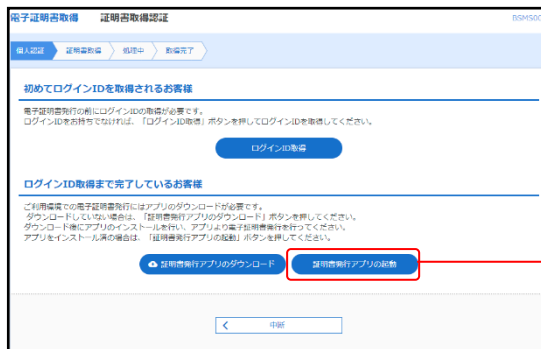 電子証明書取得 証明書取得認証
BSMS00
個人認証 証明書取得 処理中 取得完了
初めてログインIDを取得されるお客様
電子証明書発行の前にログインIDの取得が必要です。
ログインIDをお持ちでなければ、「ログインID取得」ボタンを押してログインIDを取得してください。
ログインID取得
ログインID取得まで完了しているお客様
ご利用環境での電子証明書発行にはアプリのダウンロードが必要です。
ダウンロードしていない場合は、「証明書発行アプリのダウンロード」ボタンを押してください。
ダウンロード後にアプリのインストールを行い、アプリより電子証明書発行を行ってください。
アプリをインストール済の場合は、「証明書発行アプリの起動」ボタンを押してください。
証明書発行アプリのダウンロード 証明書発行アプリの起動
中断